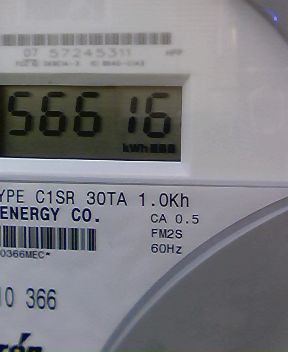 07 57245311
56616
kWh
YPE C1SR 30TA 1.0Kh
ENERGY CO.
CA 0.5
FM2S
60Hz
0366MEC*
10 366